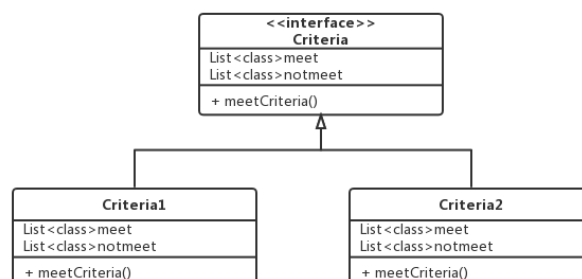 <<interface>>
Criteria
List<class>meet
List<class>notmeet
+ meetCriteria()
Criteria1
List<class>meet
List<class>notmeet
+ meetCriteria()
Criteria2
List<class>meet
List<class>notmeet
+ meetCriteria()